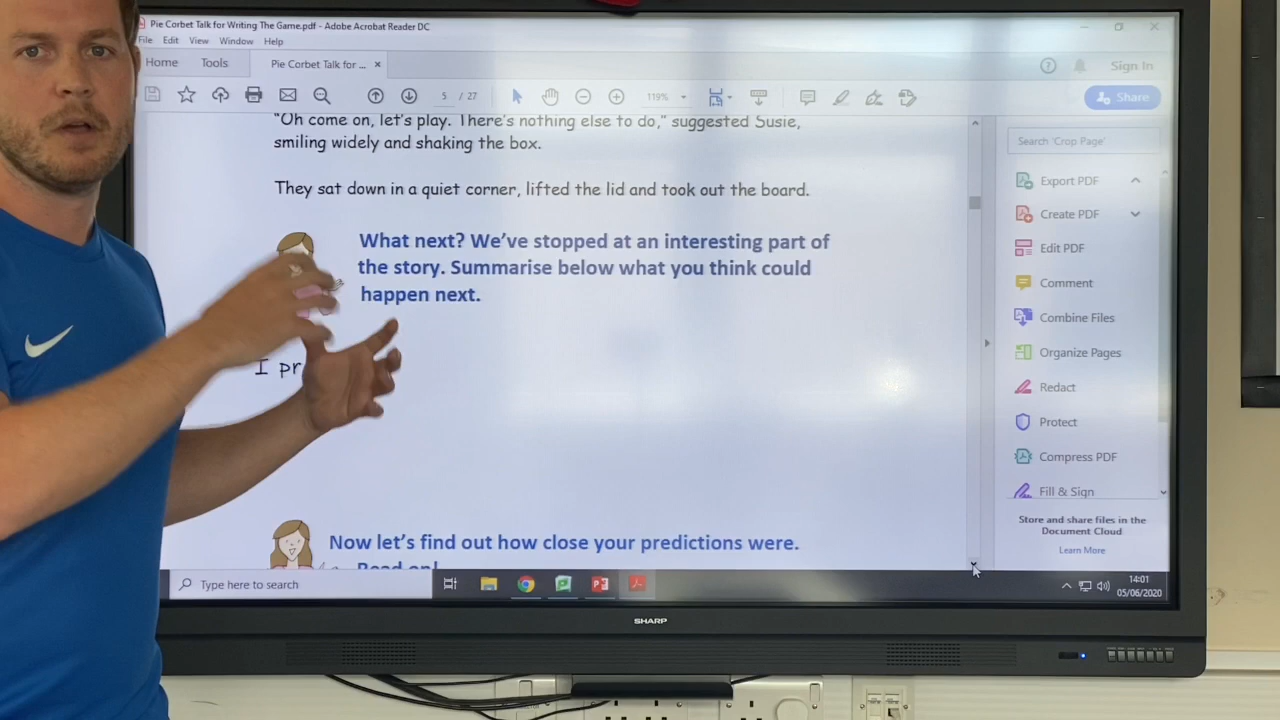 Pie Corbet Talk for Writing The Game.pdf - Adobe Acrobat Reader DC
File Edit View Window Help
Home Tools Pie Corbet Talk for ... × Sign In
5 / 27 119% Share
"Oh come on, let's play. There's nothing else to do," suggested Susie,
smiling widely and shaking the box.
They sat down in a quiet corner, lifted the lid and took out the board.
What next? We've stopped at an interesting part of
the story. Summarise below what you think could
happen next.
I pr
Now let's find out how close your predictions were.
Read on!
Search 'Crop Page'
Export PDF
Create PDF
Edit PDF
Comment
Combine Files
Organize Pages
Redact
Protect
Compress PDF
Fill & Sign
Store and share files in the
Document Cloud
Learn More
Type here to search
14:01
05/06/2020
SHARP